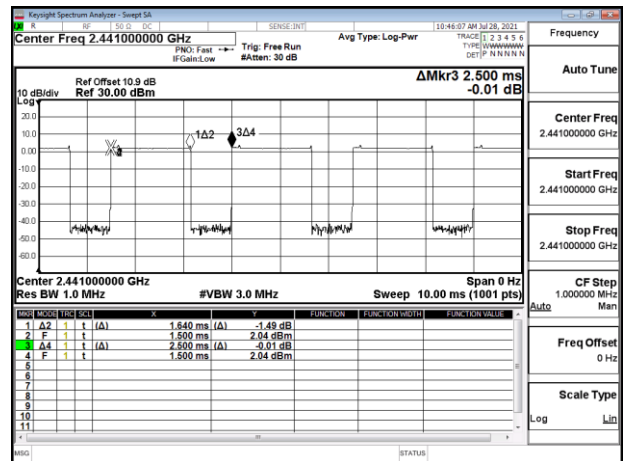 Keysight Spectrum Analyzer - Swept SA
R RF 50 Ω DC SENSE:INT 10:46:07 AM Jul 28, 2021
Center Freq 2.441000000 GHz Avg Type: Log-Pwr TRACE 1 2 3 4 5 6
PNO: Fast Trig: Free Run TYPE WWWWWW
IFGain:Low #Atten: 30 dB DET P N N N N N
ΔMkr3 2.500 ms
-0.01 dB
Ref Offset 10.9 dB
10 dB/div Ref 30.00 dBm
Log
20.0
10.0
1Δ2 3Δ4
0.00
-10.0
-20.0
-30.0
-40.0
-50.0
-60.0
Center 2.441000000 GHz Span 0 Hz
Res BW 1.0 MHz #VBW 3.0 MHz Sweep 10.00 ms (1001 pts)
MKR MODE TRC SCL X Y FUNCTION FUNCTION WIDTH FUNCTION VALUE
1 Δ2 1 t (Δ) 1.640 ms (Δ) -1.49 dB
2 F 1 t 1.500 ms 2.04 dBm
3 Δ4 1 t (Δ) 2.500 ms (Δ) -0.01 dB
4 F 1 t 1.500 ms 2.04 dBm
5
6
7
8
9
10
11
MSG STATUS
Frequency
Auto Tune
Center Freq
2.441000000 GHz
Start Freq
2.441000000 GHz
Stop Freq
2.441000000 GHz
CF Step
1.000000 MHz
Auto Man
Freq Offset
0 Hz
Scale Type
Log Lin